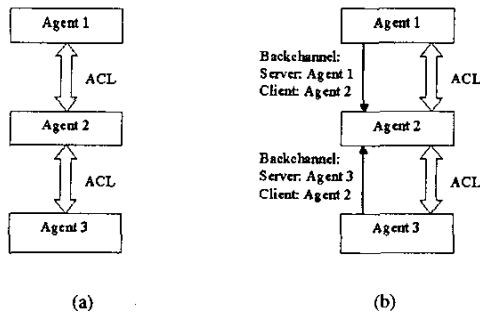 Agent 1
ACL
Agent 2
ACL
Agent 3
(a)
Agent 1
Backchannel:
Server: Agent 1
Client: Agent 2
ACL
Agent 2
Backchannel:
Server: Agent 3
Client: Agent 2
ACL
Agent 3
(b)